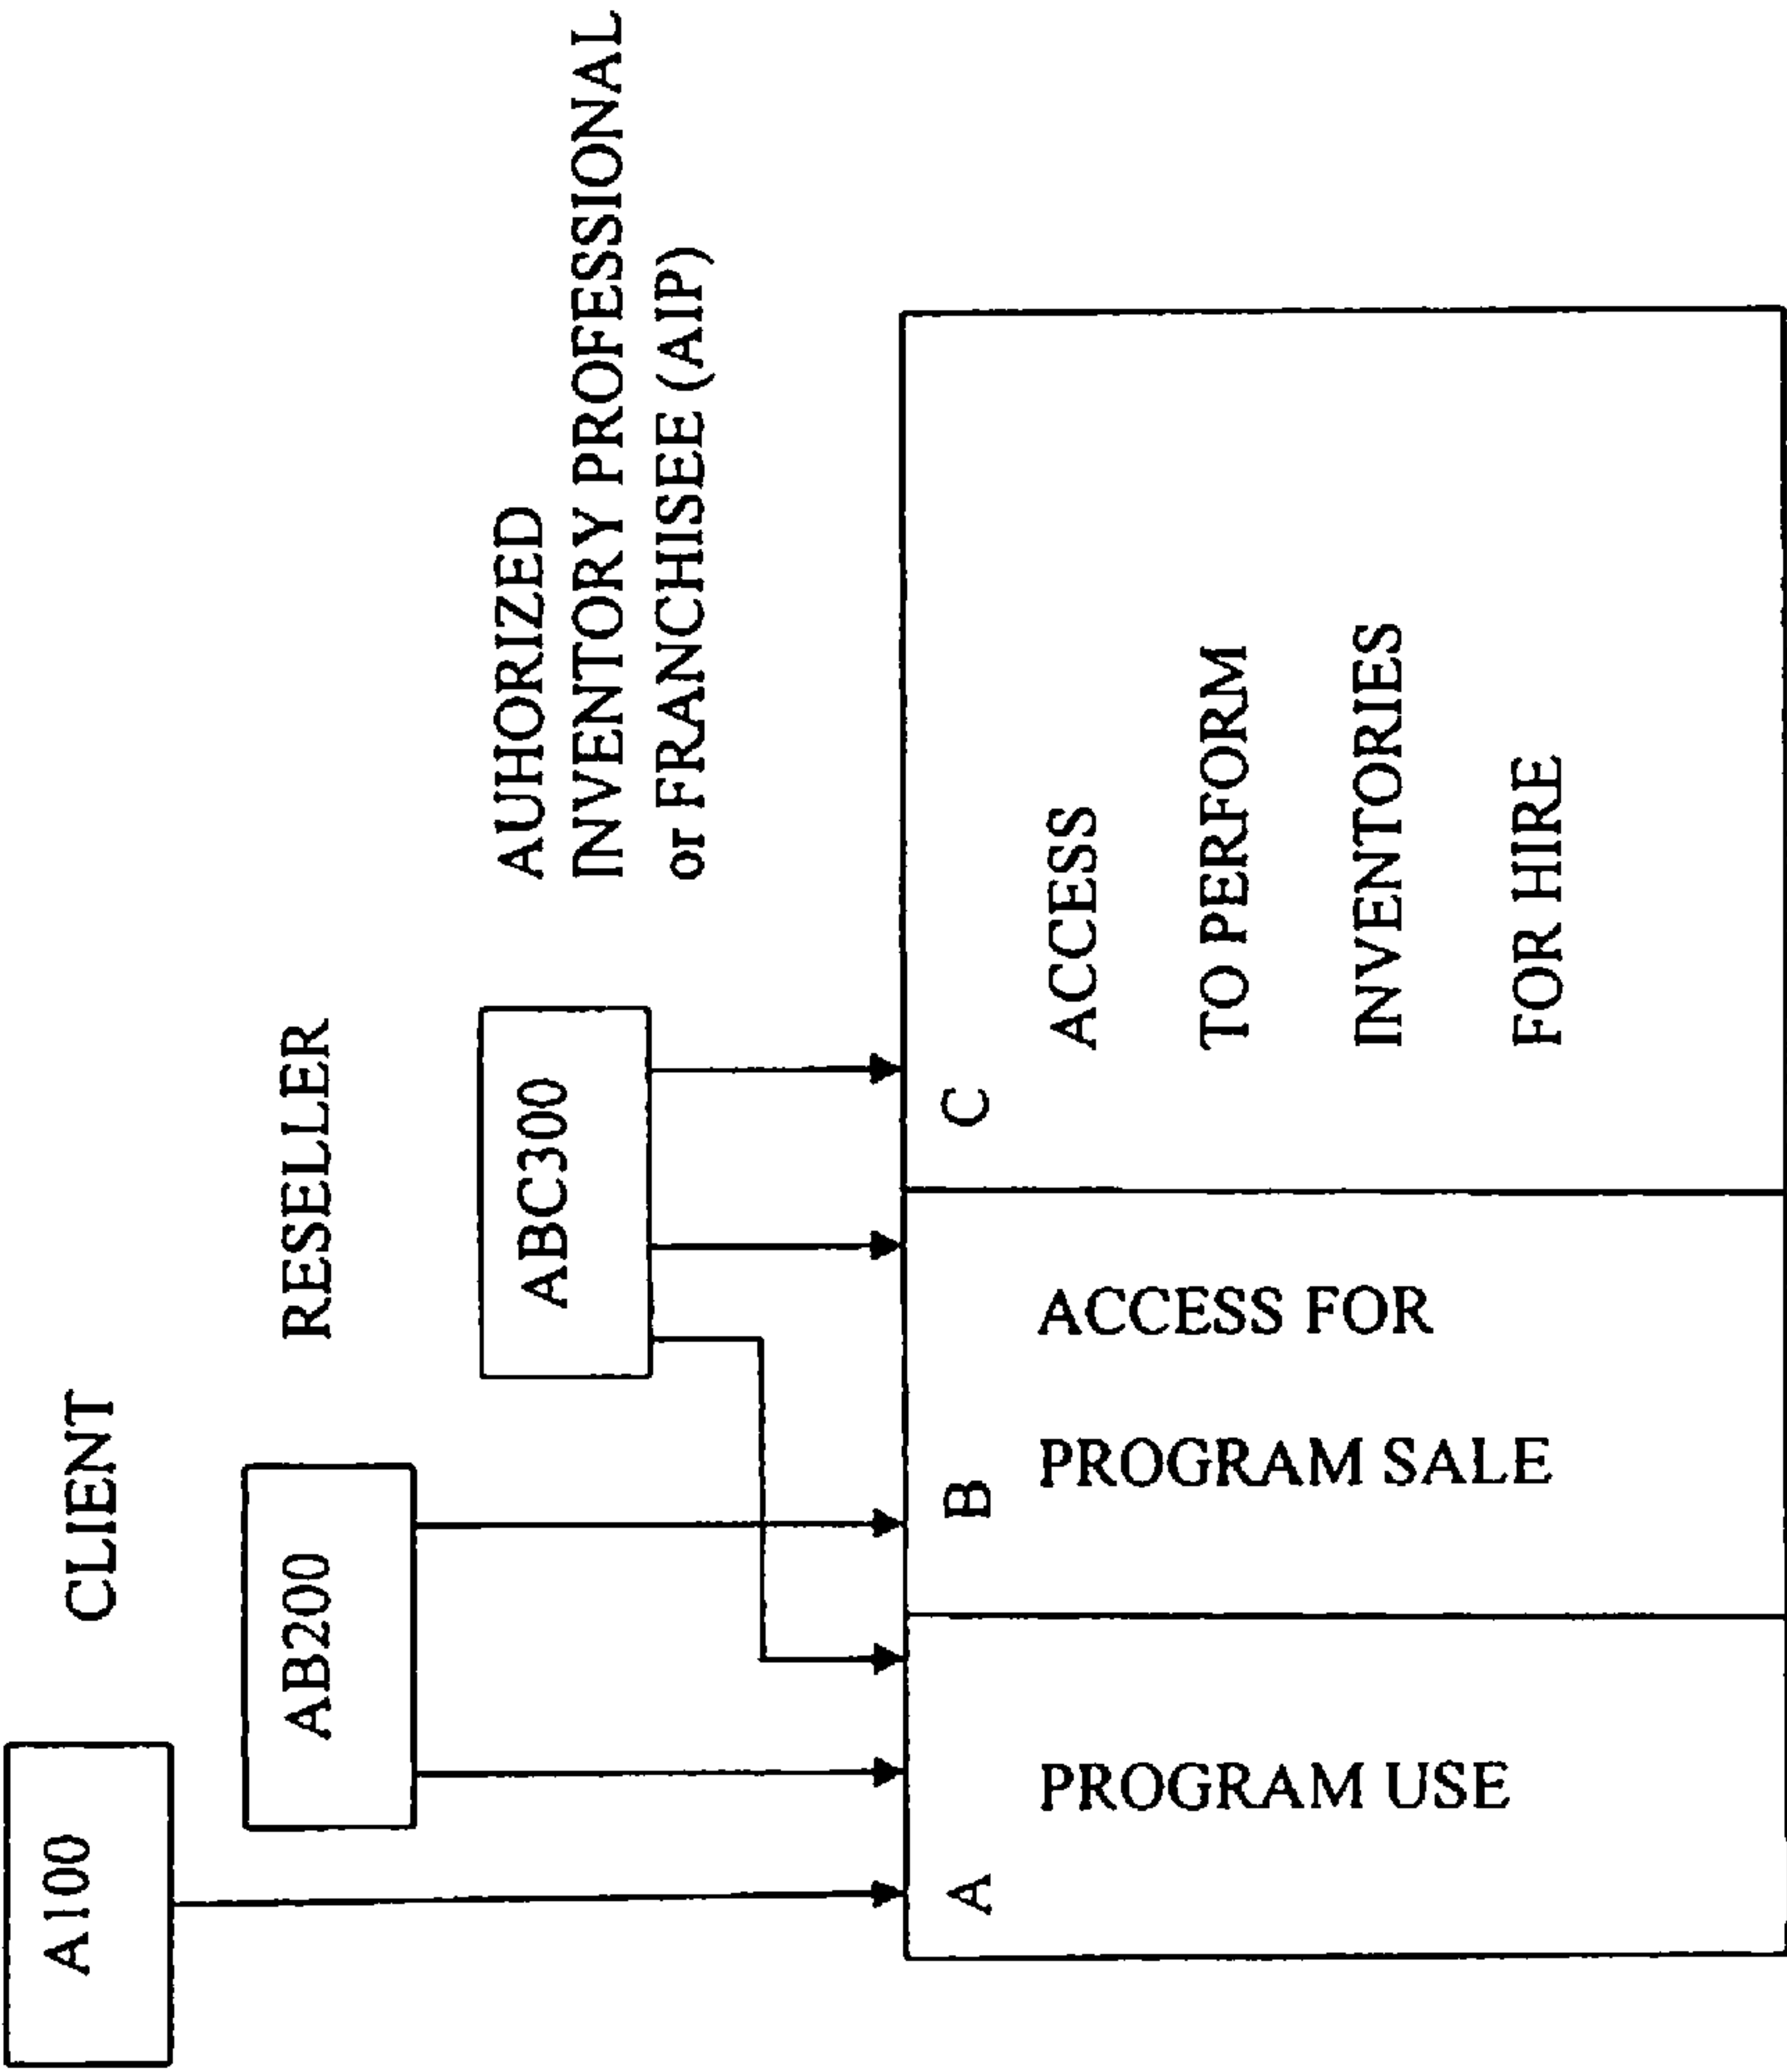 A100
CLIENT
AB200
RESELLER
ABC300
AUHORIZED
INVENTORY PROFESSIONAL
or FRANCHISEE (AIP)
A
PROGRAM USE
B
ACCESS FOR
PROGRAM SALE
C
ACCESS
TO PERFORM
INVENTORIES
FOR HIRE